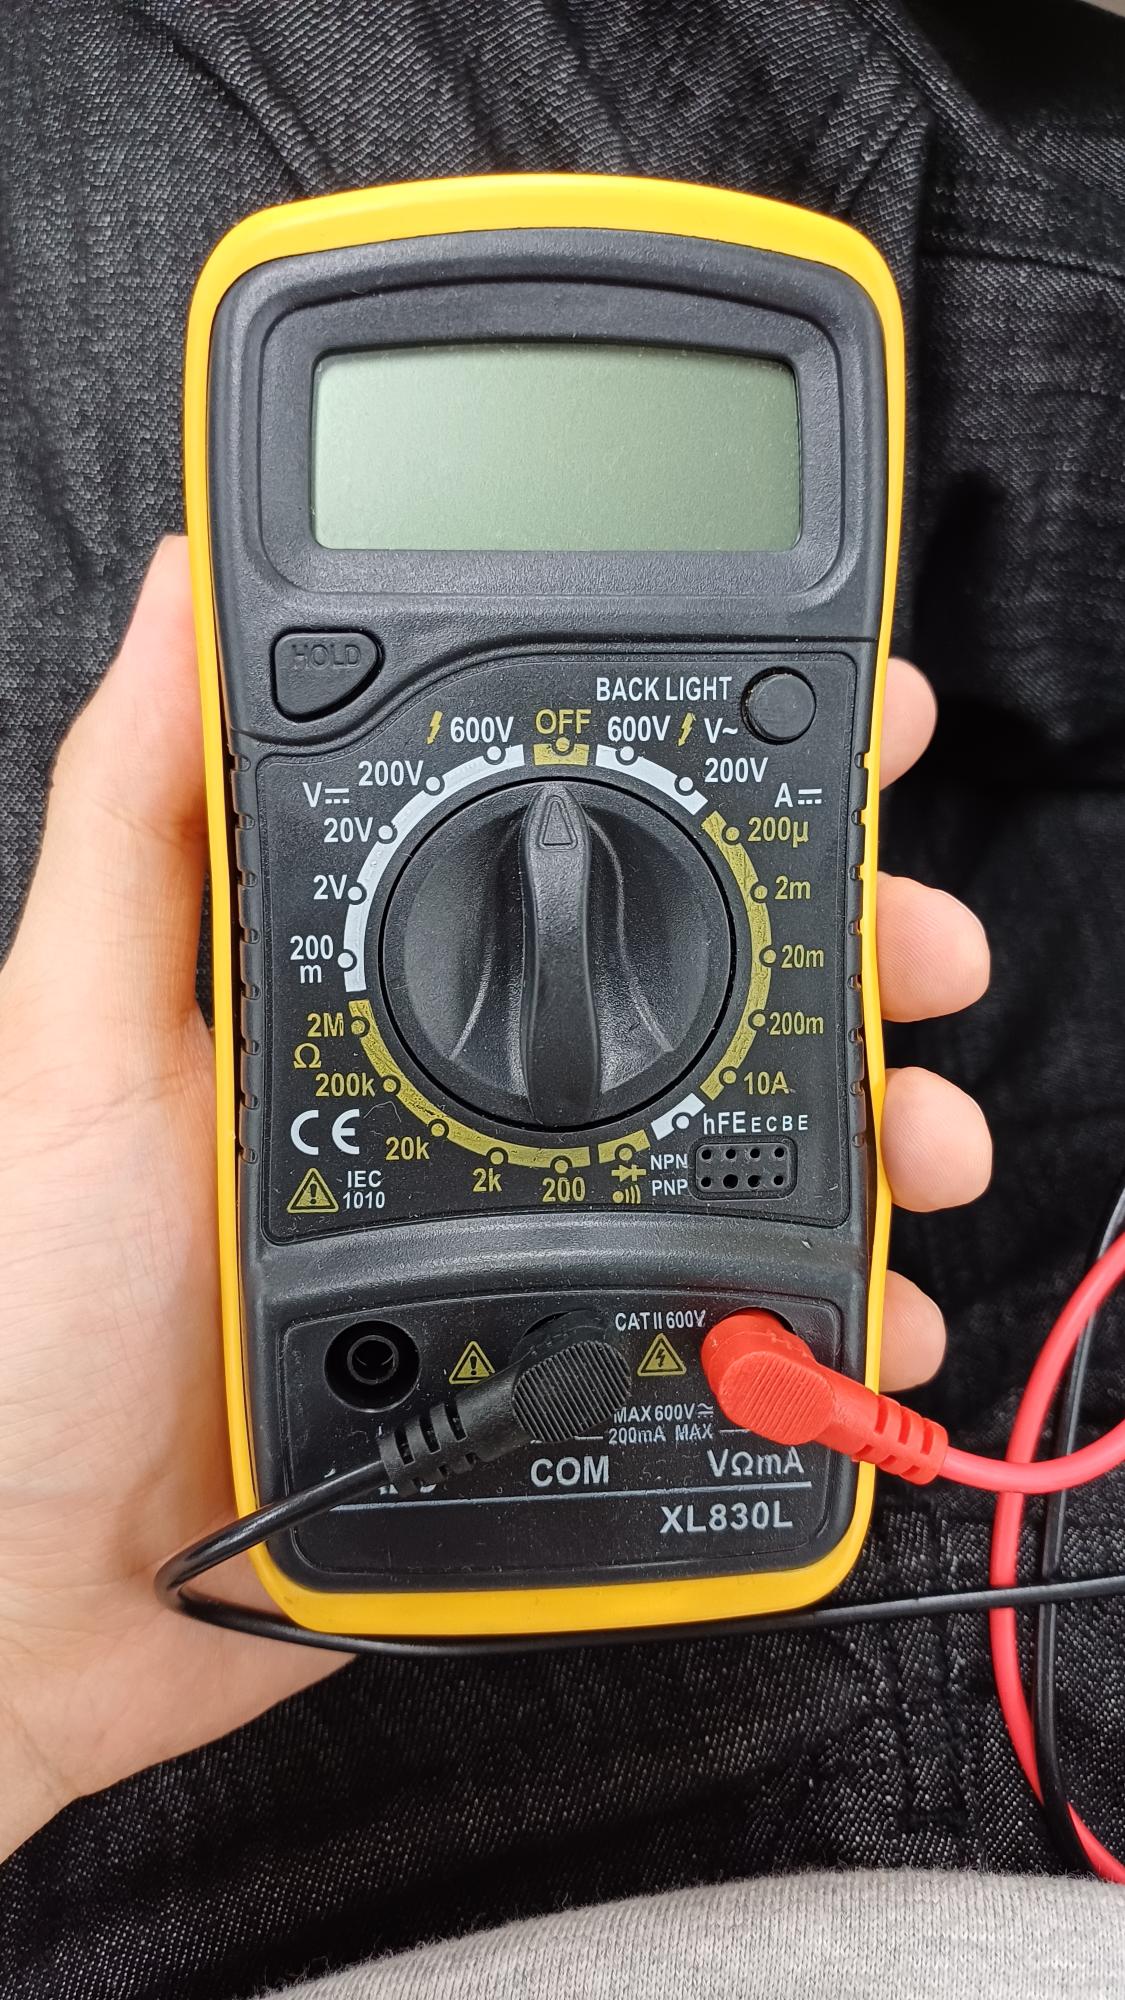 HOLD
BACK LIGHT
600V OFF 600V V~
200V 200V
V A
20V 200µ
2V 2m
200
m 20m
2M 200m
Ω
200k 10A
CE hFE E C B E
20k NPN
IEC
1010
2k 200 PNP
CAT II 600V
MAX 600V
200mA MAX
COM VΩmA
XL830L